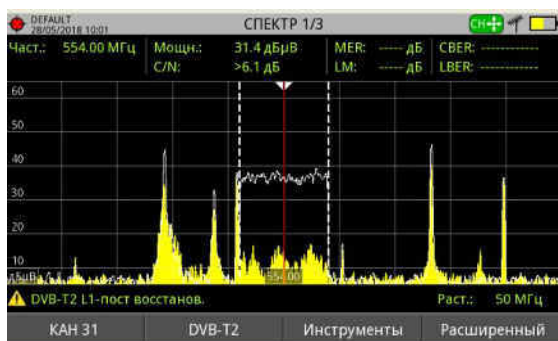 DEFAULT
28/05/2018 10:01
СПЕКТР 1/3
CH
Част.: 554.00 МГц
Мощн.: 31.4 дБμВ
MER: ----- дБ
CBER: ------------
C/N: >6.1 дБ
LM: ----- дБ
LBER: ------------
60
50
40
30
20
10
дБμВ
554.00
DVB-T2 L1-пост восстанов.
Раст.: 50 МГц
КАН 31
DVB-T2
Инструменты
Расширенный